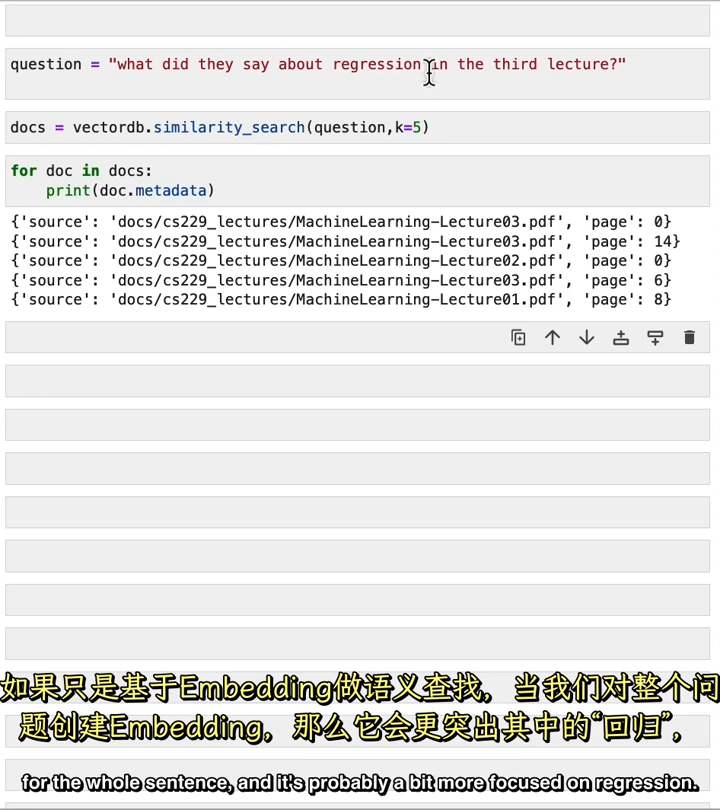 question = "what did they say about regression in the third lecture?"
docs = vectordb.similarity_search(question,k=5)
for doc in docs:
    print(doc.metadata)
{'source': 'docs/cs229_lectures/MachineLearning-Lecture03.pdf', 'page': 0}
{'source': 'docs/cs229_lectures/MachineLearning-Lecture03.pdf', 'page': 14}
{'source': 'docs/cs229_lectures/MachineLearning-Lecture02.pdf', 'page': 0}
{'source': 'docs/cs229_lectures/MachineLearning-Lecture03.pdf', 'page': 6}
{'source': 'docs/cs229_lectures/MachineLearning-Lecture01.pdf', 'page': 8}
如果只是基于Embedding做语义查找，当我们对整个问
题创建Embedding，那么它会更突出其中的“回归”，
for the whole sentence, and it's probably a bit more focused on regression.